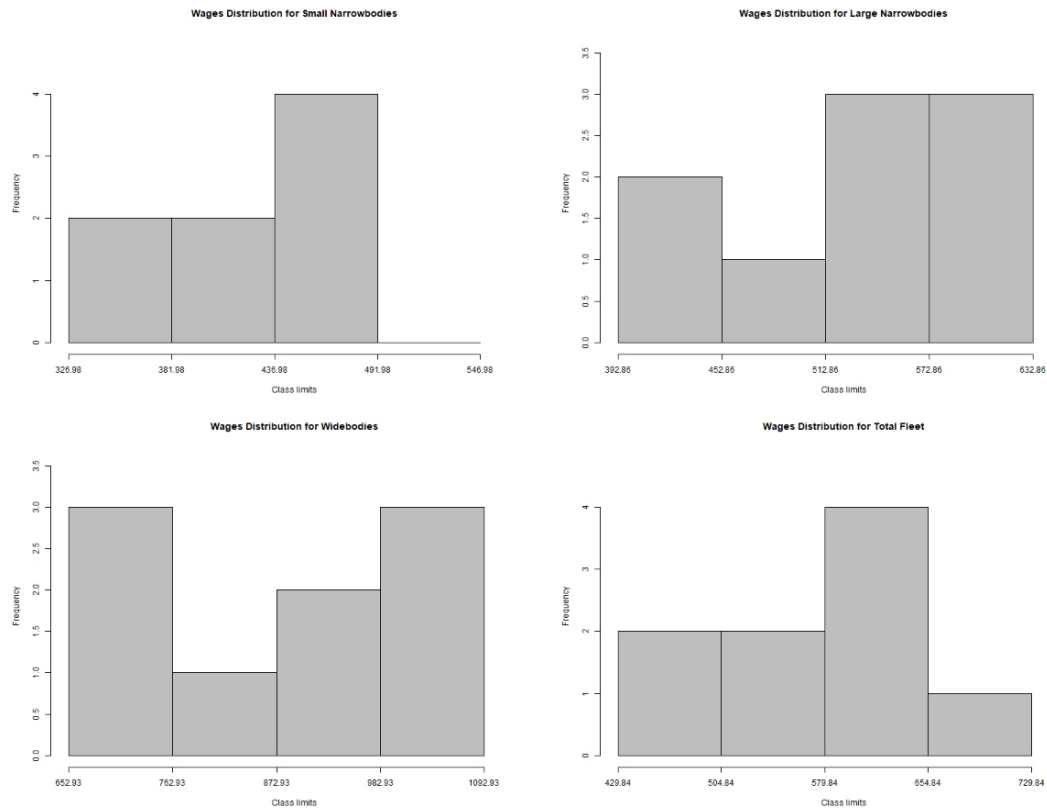 Wages Distribution for Small Narrowbodies
Frequency
4
3
2
1
0
326.98 381.98 436.98 491.98 546.98
Class limits
Wages Distribution for Large Narrowbodies
Frequency
3.5
3.0
2.5
2.0
1.5
1.0
0.5
0.0
392.86 452.86 512.86 572.86 632.86
Class limits
Wages Distribution for Widebodies
Frequency
3.5
3.0
2.5
2.0
1.5
1.0
0.5
0.0
652.93 762.93 872.93 982.93 1092.93
Class limits
Wages Distribution for Total Fleet
Frequency
4
3
2
1
0
429.84 504.84 579.84 654.84 729.84
Class limits